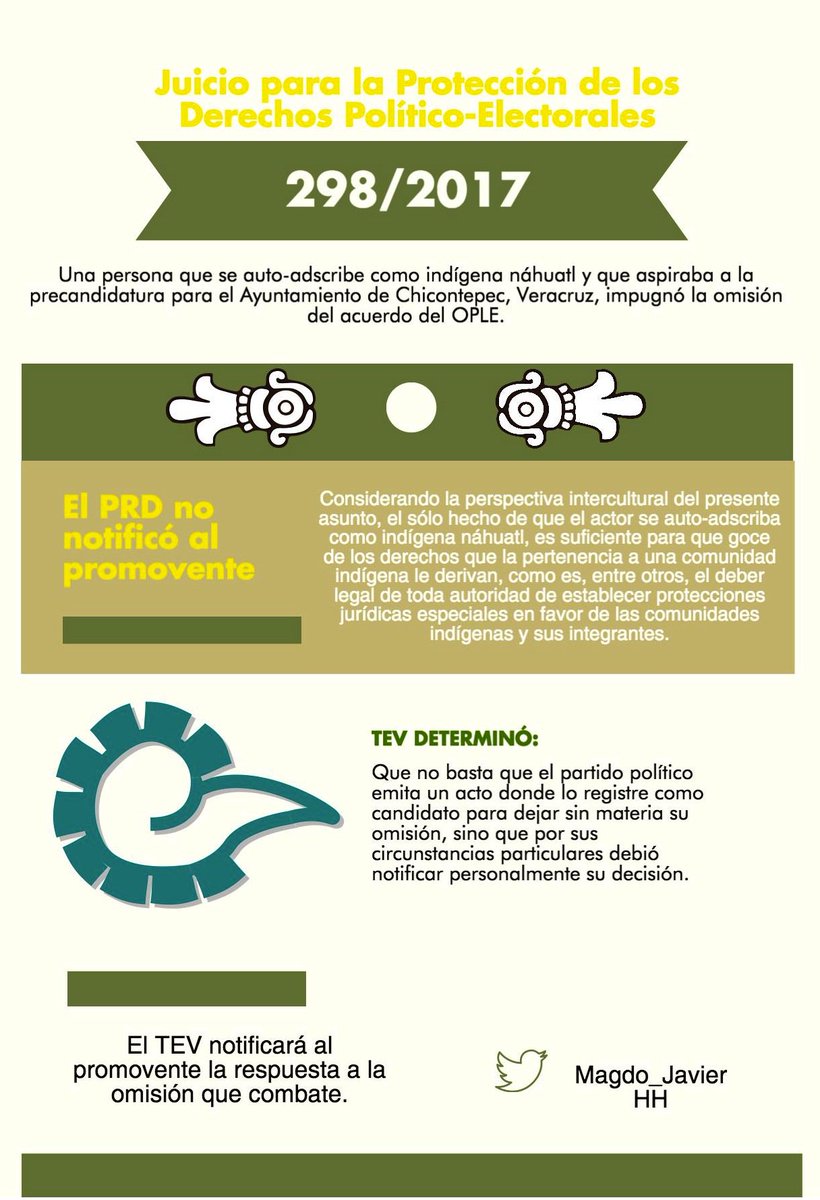 Juicio para la Protección de los
Derechos Político-Electorales
298/2017
Una persona que se auto-adscribe como indígena náhuatl y que aspiraba a la
precandidatura para el Ayuntamiento de Chicontepec, Veracruz, impugnó la omisión
del acuerdo del OPLE.
El PRD no
notificó al
promovente
Considerando la perspectiva intercultural del presente
asunto, el sólo hecho de que el actor se auto-adscriba
como indígena náhuatl, es suficiente para que goce
de los derechos que la pertenencia a una comunidad
indígena le derivan, como es, entre otros, el deber
legal de toda autoridad de establecer protecciones
jurídicas especiales en favor de las comunidades
indígenas y sus integrantes.
TEV DETERMINÓ:
Que no basta que el partido político
emita un acto donde lo registre como
candidato para dejar sin materia su
omisión, sino que por sus
circunstancias particulares debió
notificar personalmente su decisión.
El TEV notificará al
promovente la respuesta a la
omisión que combate.
Magdo_Javier
HH